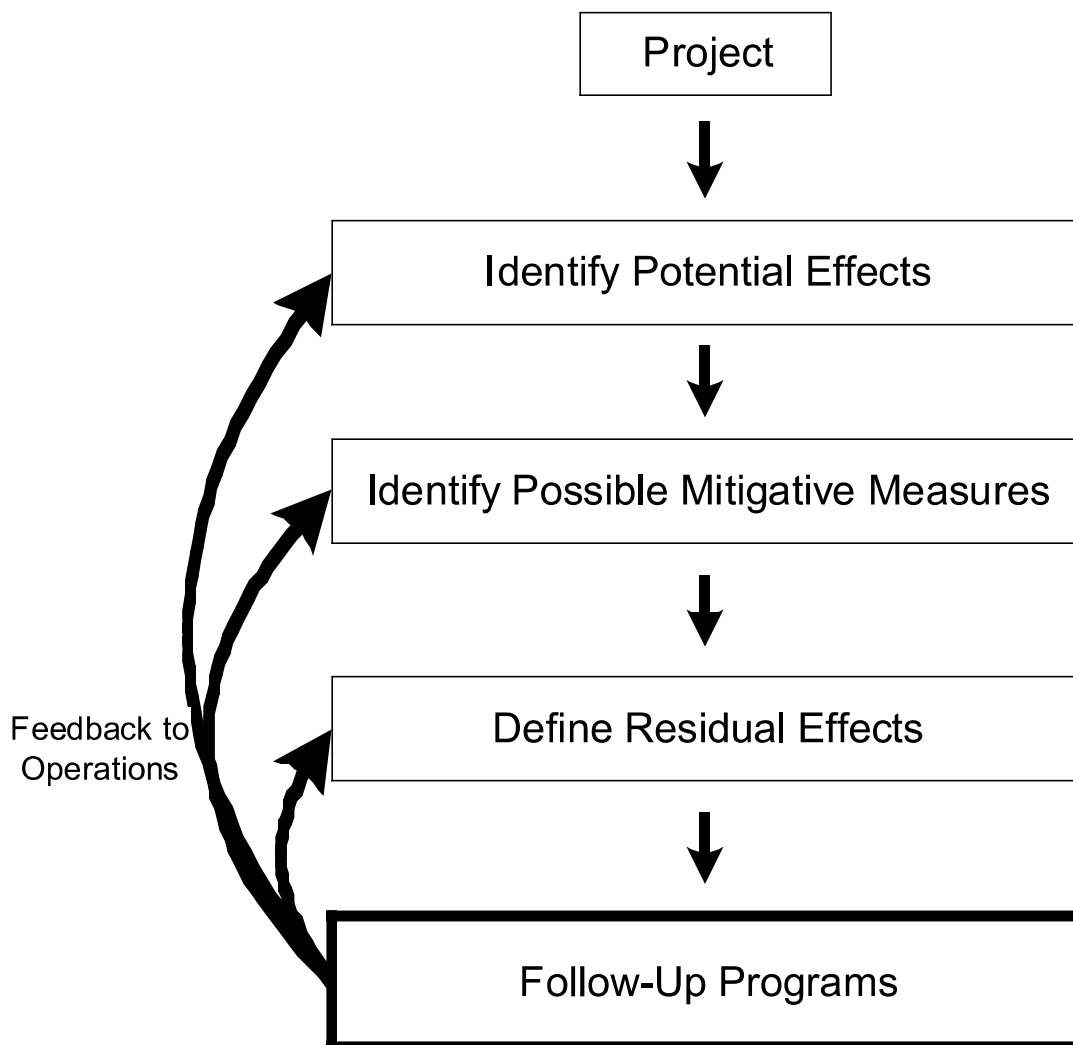 Project
Identify Potential Effects
Identify Possible Mitigative Measures
Define Residual Effects
Feedback to
Operations
Follow-Up Programs